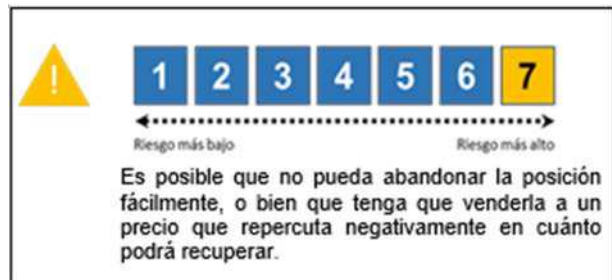 !
1 2 3 4 5 6 7
Riesgo más bajo Riesgo más alto
Es posible que no pueda abandonar la posición
fácilmente, o bien que tenga que venderla a un
precio que repercuta negativamente en cuánto
podrá recuperar.